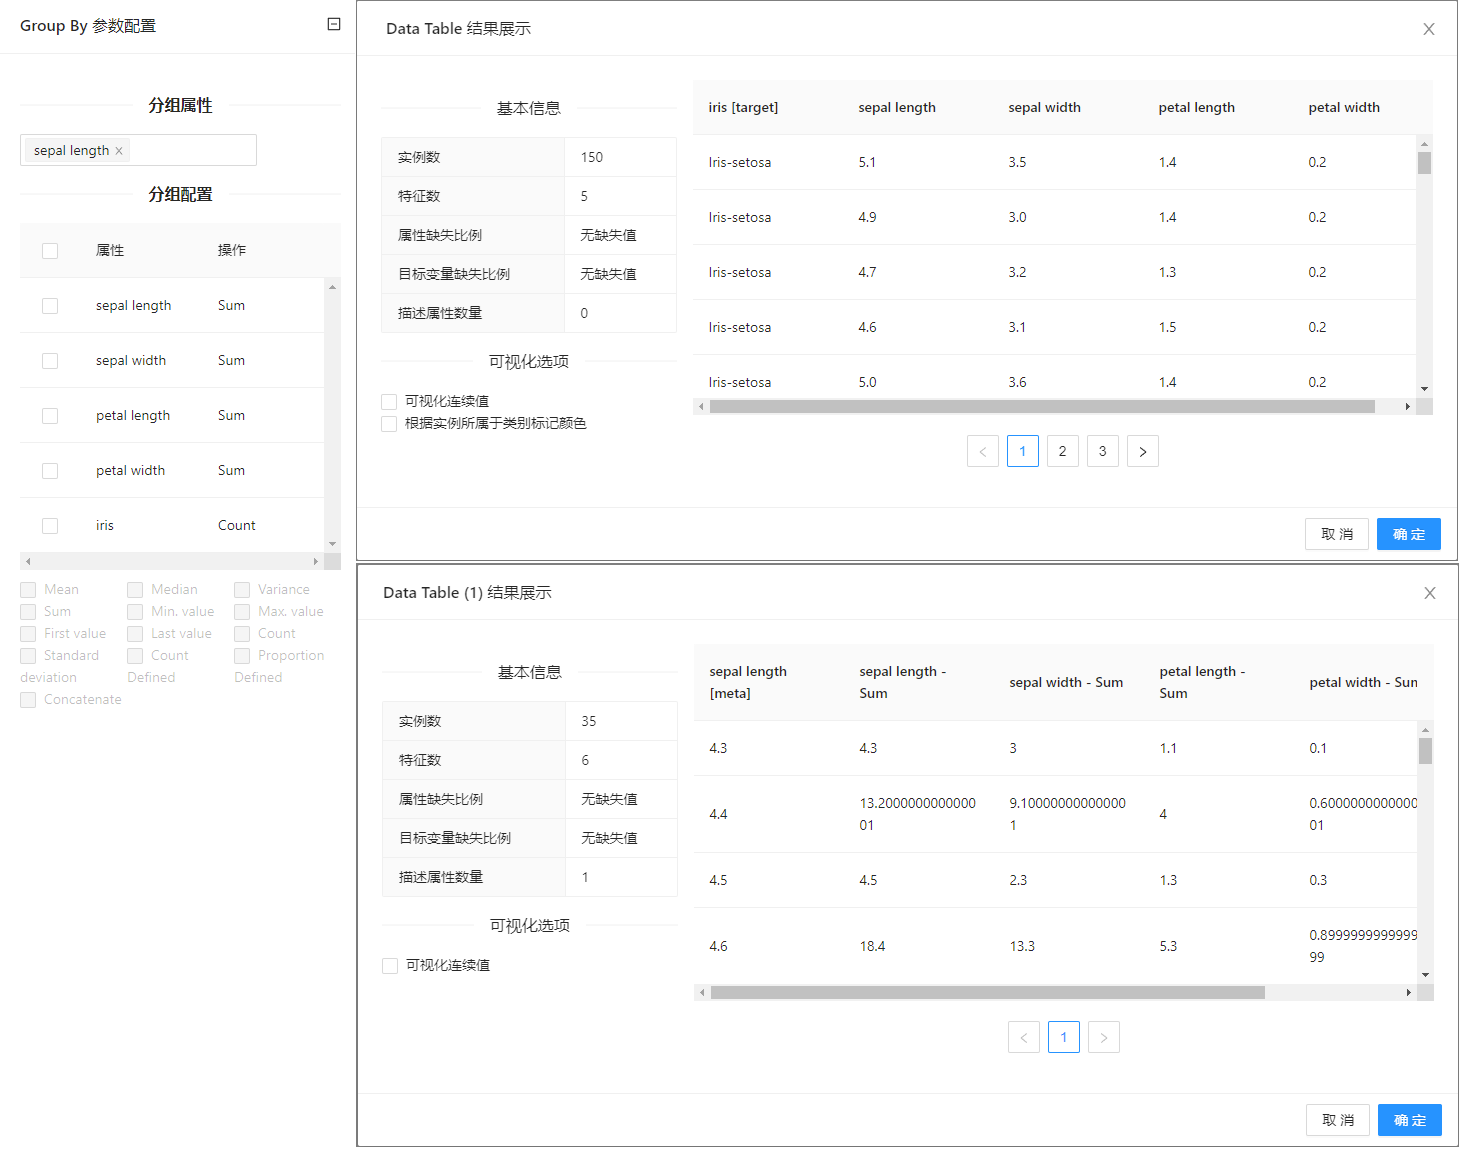 Group By 参数配置
分组属性
sepal length
分组配置
属性 操作
sepal length Sum
sepal width Sum
petal length Sum
petal width Sum
iris Count
Mean Median Variance
Sum Min. value Max. value
First value Last value Count
Standard Count Proportion
deviation Defined Defined
Concatenate
Data Table 结果展示
基本信息
实例数 150
特征数 5
属性缺失比例 无缺失值
目标变量缺失比例 无缺失值
描述属性数量 0
可视化选项
可视化连续值
根据实例所属于类别标记颜色
iris [target] sepal length sepal width petal length petal width
Iris-setosa 5.1 3.5 1.4 0.2
Iris-setosa 4.9 3.0 1.4 0.2
Iris-setosa 4.7 3.2 1.3 0.2
Iris-setosa 4.6 3.1 1.5 0.2
Iris-setosa 5.0 3.6 1.4 0.2
< 1 2 3 >
取 消 确 定
Data Table (1) 结果展示
基本信息
实例数 35
特征数 6
属性缺失比例 无缺失值
目标变量缺失比例 无缺失值
描述属性数量 1
可视化选项
可视化连续值
sepal length sepal length - petal length -
sepal width - Sum petal width - Sum
[meta] Sum Sum
4.3 4.3 3 1.1 0.1
13.2000000000000 9.10000000000000 0.6000000000000
4.4 4
01 1 01
4.5 4.5 2.3 1.3 0.3
0.8999999999999
4.6 18.4 13.3 5.3
99
< 1 >
取 消 确 定